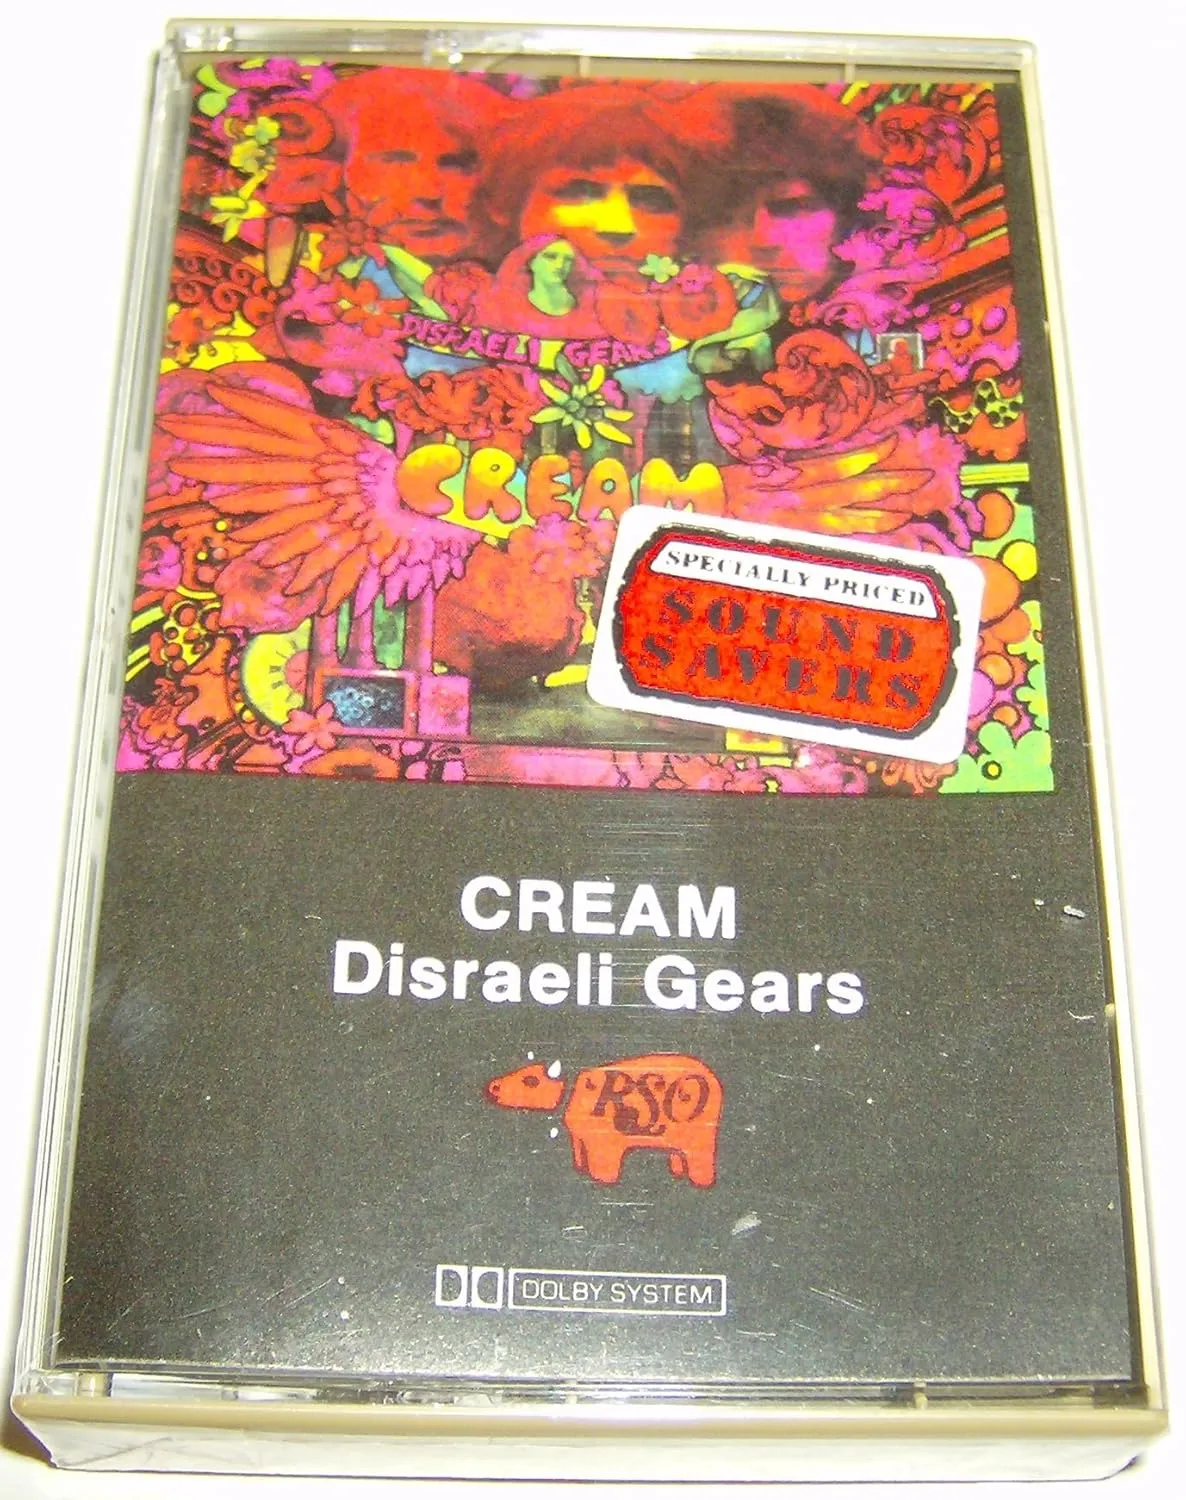 DISRAELI GEARS
CREAM
SPECIALLY PRICED
SOUND
SAVERS
CREAM
Disraeli Gears
RSO
DOLBY SYSTEM